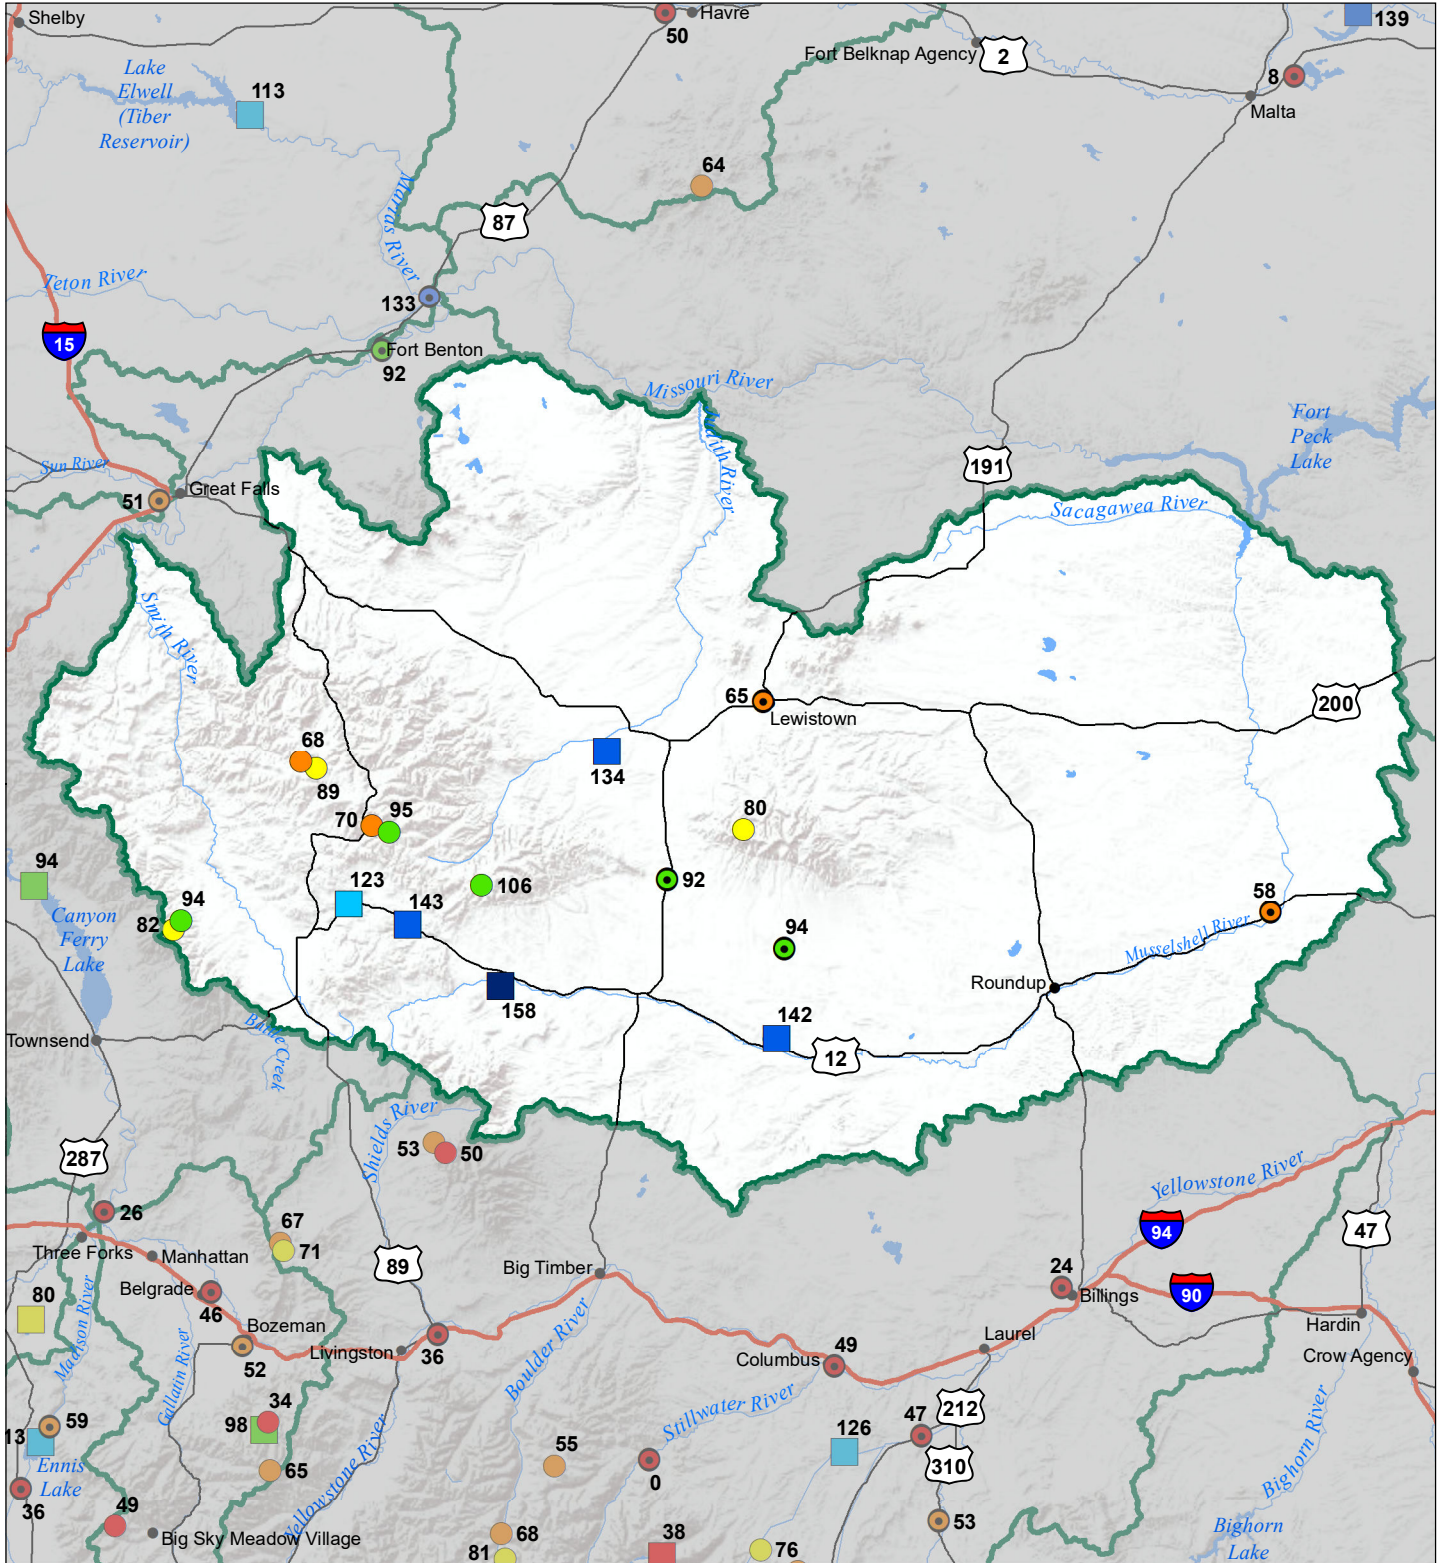 Shelby
50
Havre
Fort Belknap Agency
2
139
8
Malta
Lake
Elwell
(Tiber
Reservoir)
113
64
Marias River
87
Teton River
133
15
Fort Benton
92
Missouri River
Judith River
Fort
Peck
Lake
191
Sun River
51
Great Falls
Sacagawea River
Smith River
65
Lewistown
200
68
89
134
70
95
80
94
123
143
106
92
58
Canyon
Ferry
Lake
82
94
94
Musselshell River
Roundup
158
142
12
Townsend
Battle Creek
Shields River
53
50
287
26
Three Forks
Manhattan
67
71
89
Yellowstone River
94
47
Big Timber
24
Billings
90
80
Belgrade
46
Bozeman
52
Livingston
36
Madison River
Gallatin River
Boulder River
Columbus
49
Laurel
Hardin
Crow Agency
59
13
Ennis
Lake
36
34
98
65
49
Big Sky Meadow Village
Yellowstone River
Stillwater River
55
0
126
47
212
310
53
68
81
38
76
Bighorn River
Bighorn
Lake